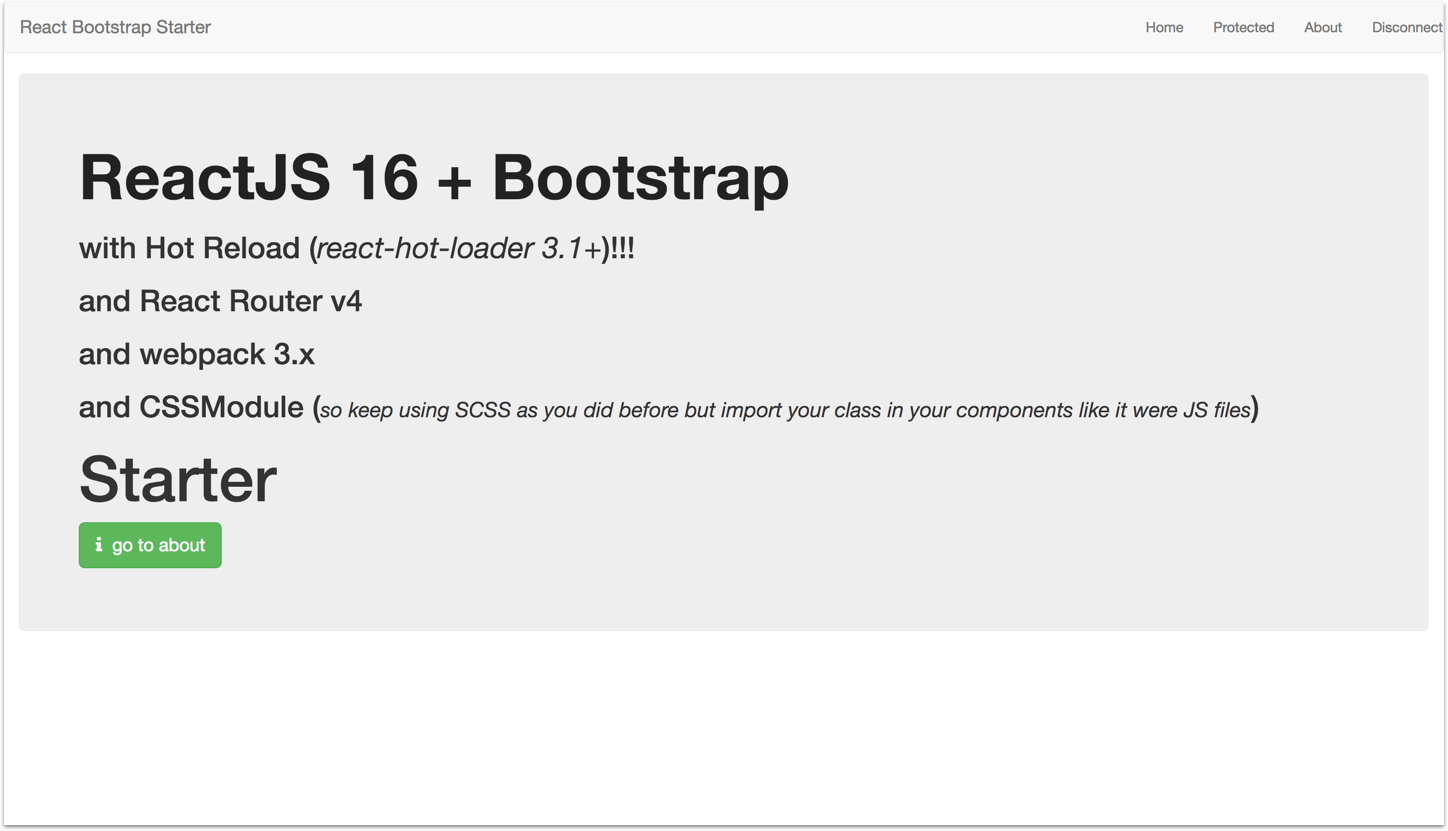 React Bootstrap Starter Home Protected About Disconnect
ReactJS 16 + Bootstrap
with Hot Reload (react-hot-loader 3.1+)!!!
and React Router v4
and webpack 3.x
and CSSModule (so keep using SCSS as you did before but import your class in your components like it were JS files)
Starter
go to about